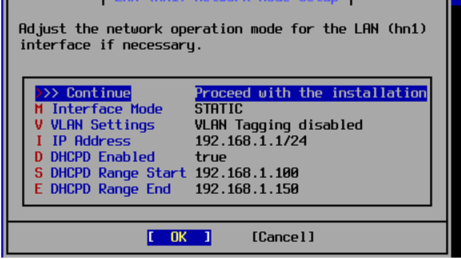 Adjust the network operation mode for the LAN (hn1)
interface if necessary.
>>> Continue Proceed with the installation
M Interface Mode STATIC
V VLAN Settings VLAN Tagging disabled
I IP Address 192.168.1.1/24
D DHCPD Enabled true
S DHCPD Range Start 192.168.1.100
E DHCPD Range End 192.168.1.150
[ OK ] [Cancel]